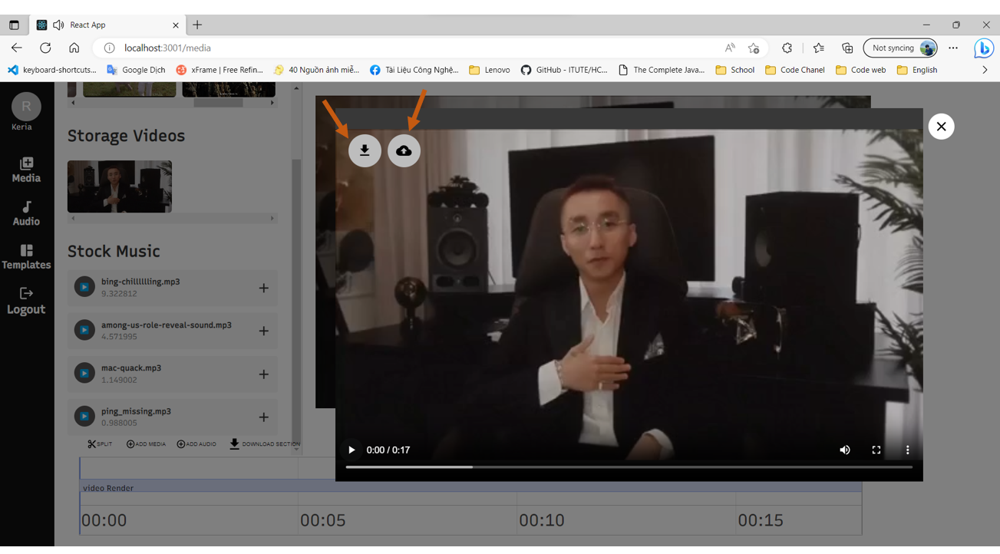 React App
localhost:3001/media
Not syncing
keyboard-shortcuts...
Google Dịch
xFrame | Free Refin...
40 Nguồn ảnh miễ...
Tài Liệu Công Nghệ...
Lenovo
GitHub - ITUTE/HC...
The Complete Java...
School
Code Chanel
Code web
English
R
Keria
Media
Audio
Templates
Logout
Storage Videos
Stock Music
bing-chilllllling.mp3
9.322812
among-us-role-reveal-sound.mp3
4.571995
mac-quack.mp3
1.149002
ping_missing.mp3
0.988005
0:00 / 0:17
SPLIT ADD MEDIA ADD AUDIO DOWNLOAD SECTION
video Render
00:00 00:05 00:10 00:15